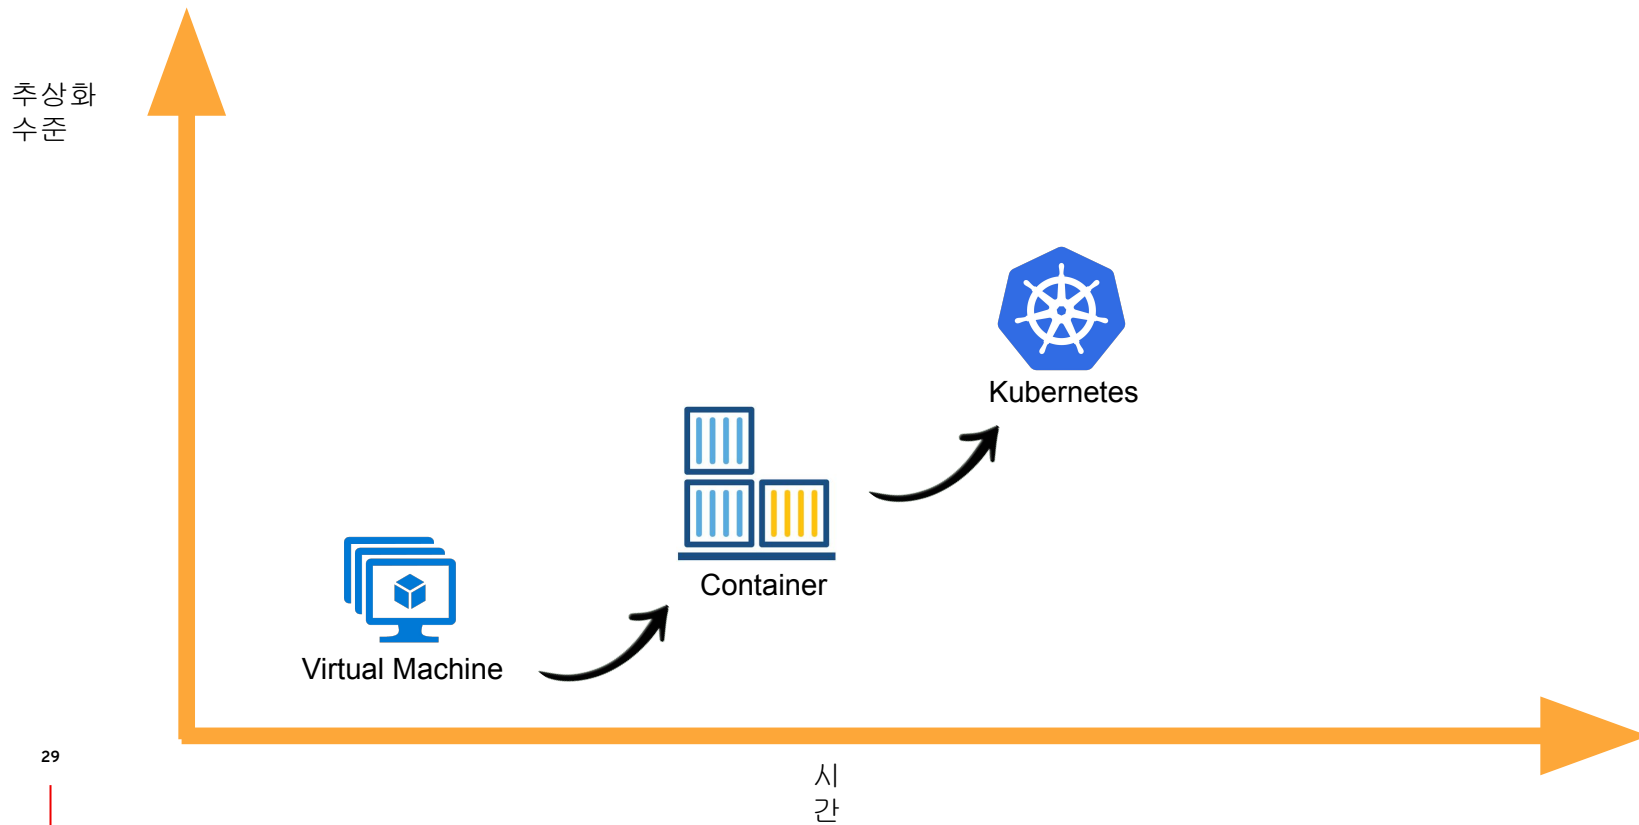 추상화
수준
Kubernetes
Container
Virtual Machine
29
시
간